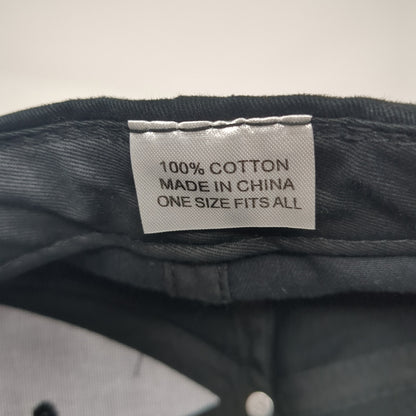 100% COTTON
MADE IN CHINA
ONE SIZE FITS ALL